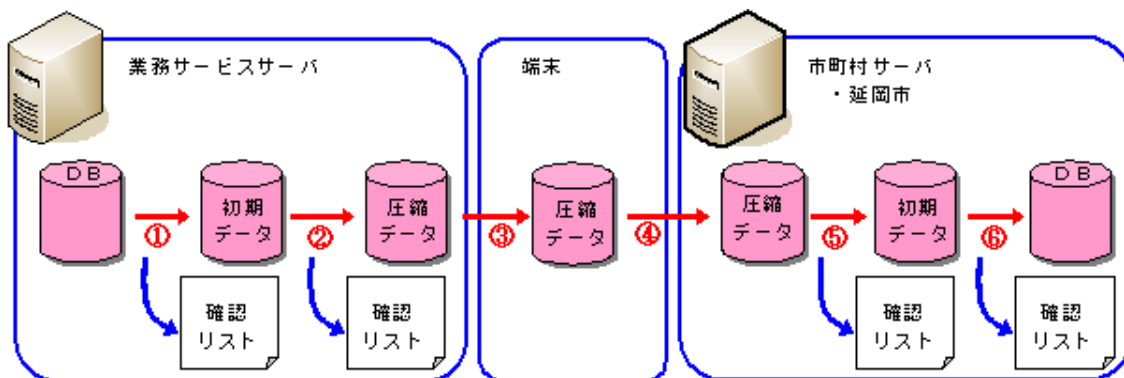 業務サービスサーバ
端末
市町村サーバ
・延岡市
DB
初期
データ
圧縮
データ
圧縮
データ
圧縮
データ
初期
データ
DB
①
②
③
④
⑤
⑥
確認
リスト
確認
リスト
確認
リスト
確認
リスト